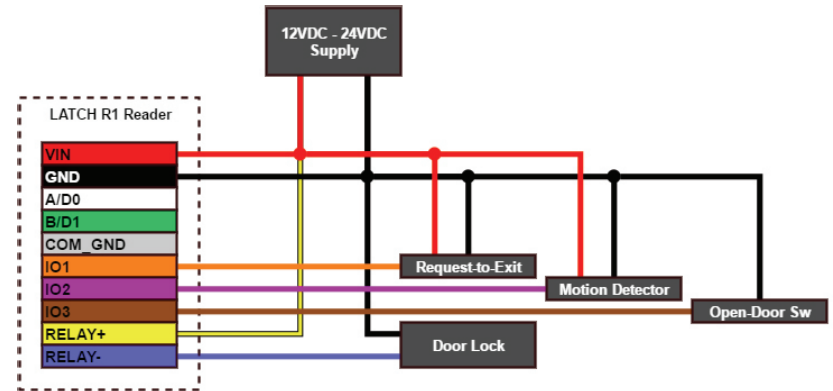 12VDC - 24VDC
Supply
LATCH R1 Reader
VIN
GND
A/D0
B/D1
COM_GND
IO1
IO2
IO3
RELAY+
RELAY-
Request-to-Exit
Motion Detector
Open-Door Sw
Door Lock